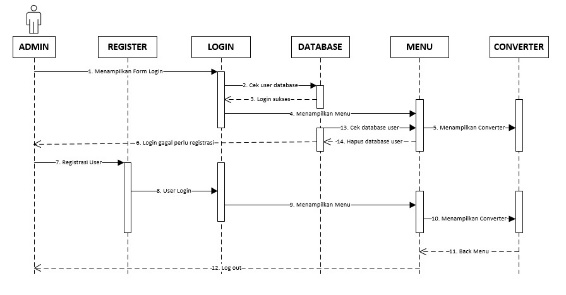 ADMIN
REGISTER
LOGIN
DATABASE
MENU
CONVERTER
1. Menampilkan Form Login
2. Cek user database
3. Login sukses
4. Menampilkan Menu
13. Cek database user
5. Menampilkan Converter
14. Hapus database user
6. Login gagal perlu registrasi
7. Registrasi User
8. User Login
9. Menampilkan Menu
10. Menampilkan Converter
11. Back Menu
12. Log out